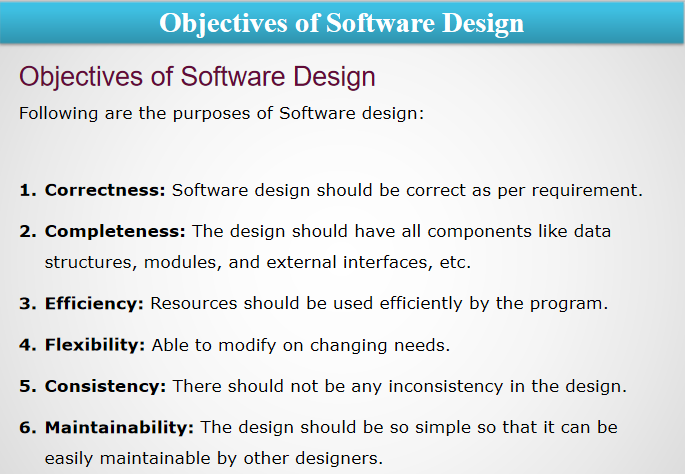 Objectives of Software Design
Objectives of Software Design
Following are the purposes of Software design:
1. Correctness: Software design should be correct as per requirement.
2. Completeness: The design should have all components like data
structures, modules, and external interfaces, etc.
3. Efficiency: Resources should be used efficiently by the program.
4. Flexibility: Able to modify on changing needs.
5. Consistency: There should not be any inconsistency in the design.
6. Maintainability: The design should be so simple so that it can be
easily maintainable by other designers.